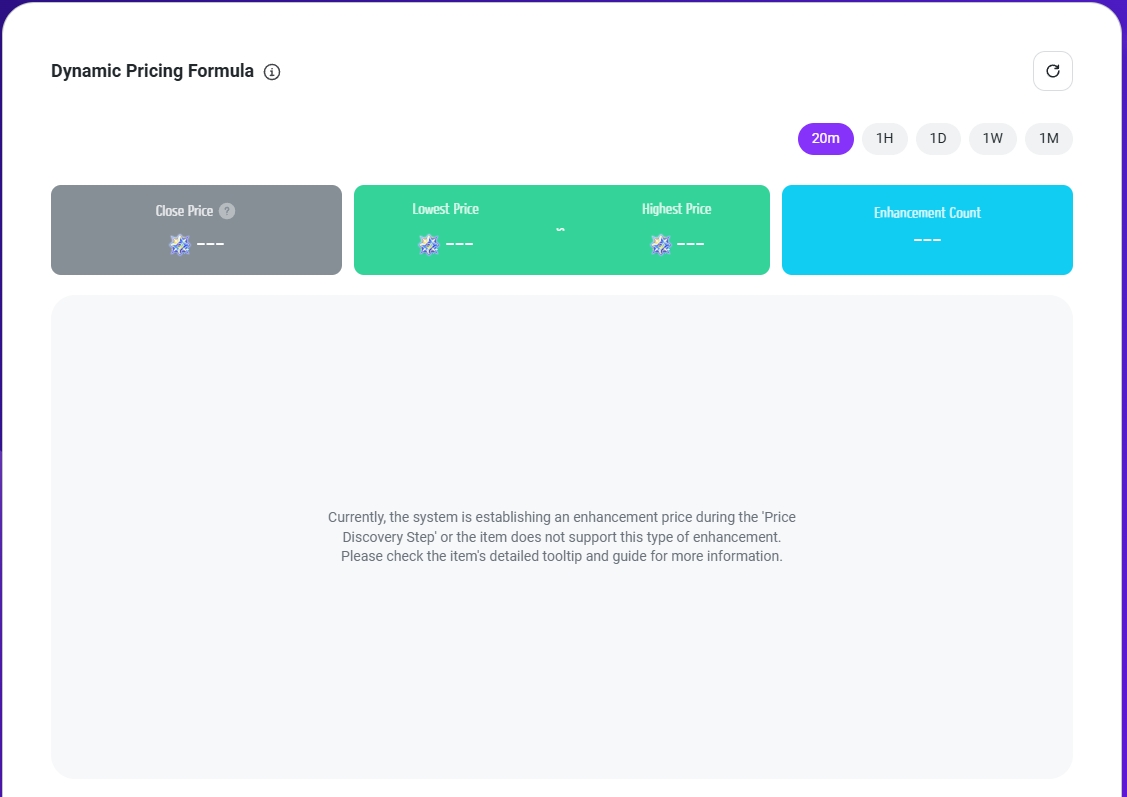 Dynamic Pricing Formula
20m 1H 1D 1W 1M
Close Price ?
---
Lowest Price
---
~
Highest Price
---
Enhancement Count
---
Currently, the system is establishing an enhancement price during the 'Price
Discovery Step' or the item does not support this type of enhancement.
Please check the item's detailed tooltip and guide for more information.